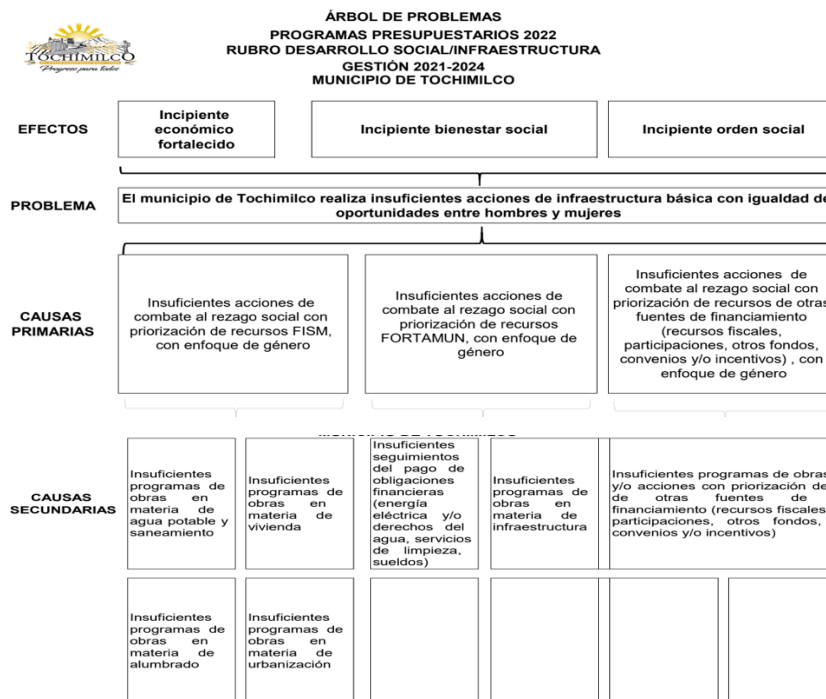 ÁRBOL DE PROBLEMAS
PROGRAMAS PRESUPUESTARIOS 2022
RUBRO DESARROLLO SOCIAL/INFRAESTRUCTURA
GESTIÓN 2021-2024
MUNICIPIO DE TOCHIMILCO
TOCHIMILCO
Progreso para todos
EFECTOS
Incipiente
económico
fortalecido
Incipiente bienestar social
Incipiente orden social
PROBLEMA
El municipio de Tochimilco realiza insuficientes acciones de infraestructura básica con igualdad de
oportunidades entre hombres y mujeres
CAUSAS
PRIMARIAS
Insuficientes acciones de
combate al rezago social con
priorización de recursos FISM,
con enfoque de género
Insuficientes acciones de
combate al rezago social con
priorización de recursos
FORTAMUN, con enfoque de
género
Insuficientes acciones de
combate al rezago social con
priorización de recursos de otras
fuentes de financiamiento
(recursos fiscales,
participaciones, otros fondos,
convenios y/o incentivos) , con
enfoque de género
CAUSAS
SECUNDARIAS
Insuficientes
programas de
obras en
materia de
agua potable y
saneamiento
Insuficientes
programas de
obras en
materia de
vivienda
Insuficientes
seguimientos
del pago de
obligaciones
financieras
(energía
eléctrica y/o
derechos del
agua, servicios
de limpieza,
sueldos)
Insuficientes
programas de
obras en
materia de
infraestructura
Insuficientes programas de obras
y/o acciones con priorización de
de otras fuentes de
financiamiento (recursos fiscales
participaciones, otros fondos,
convenios y/o incentivos)
Insuficientes
programas de
obras en
materia de
alumbrado
Insuficientes
programas de
obras en
materia de
urbanización